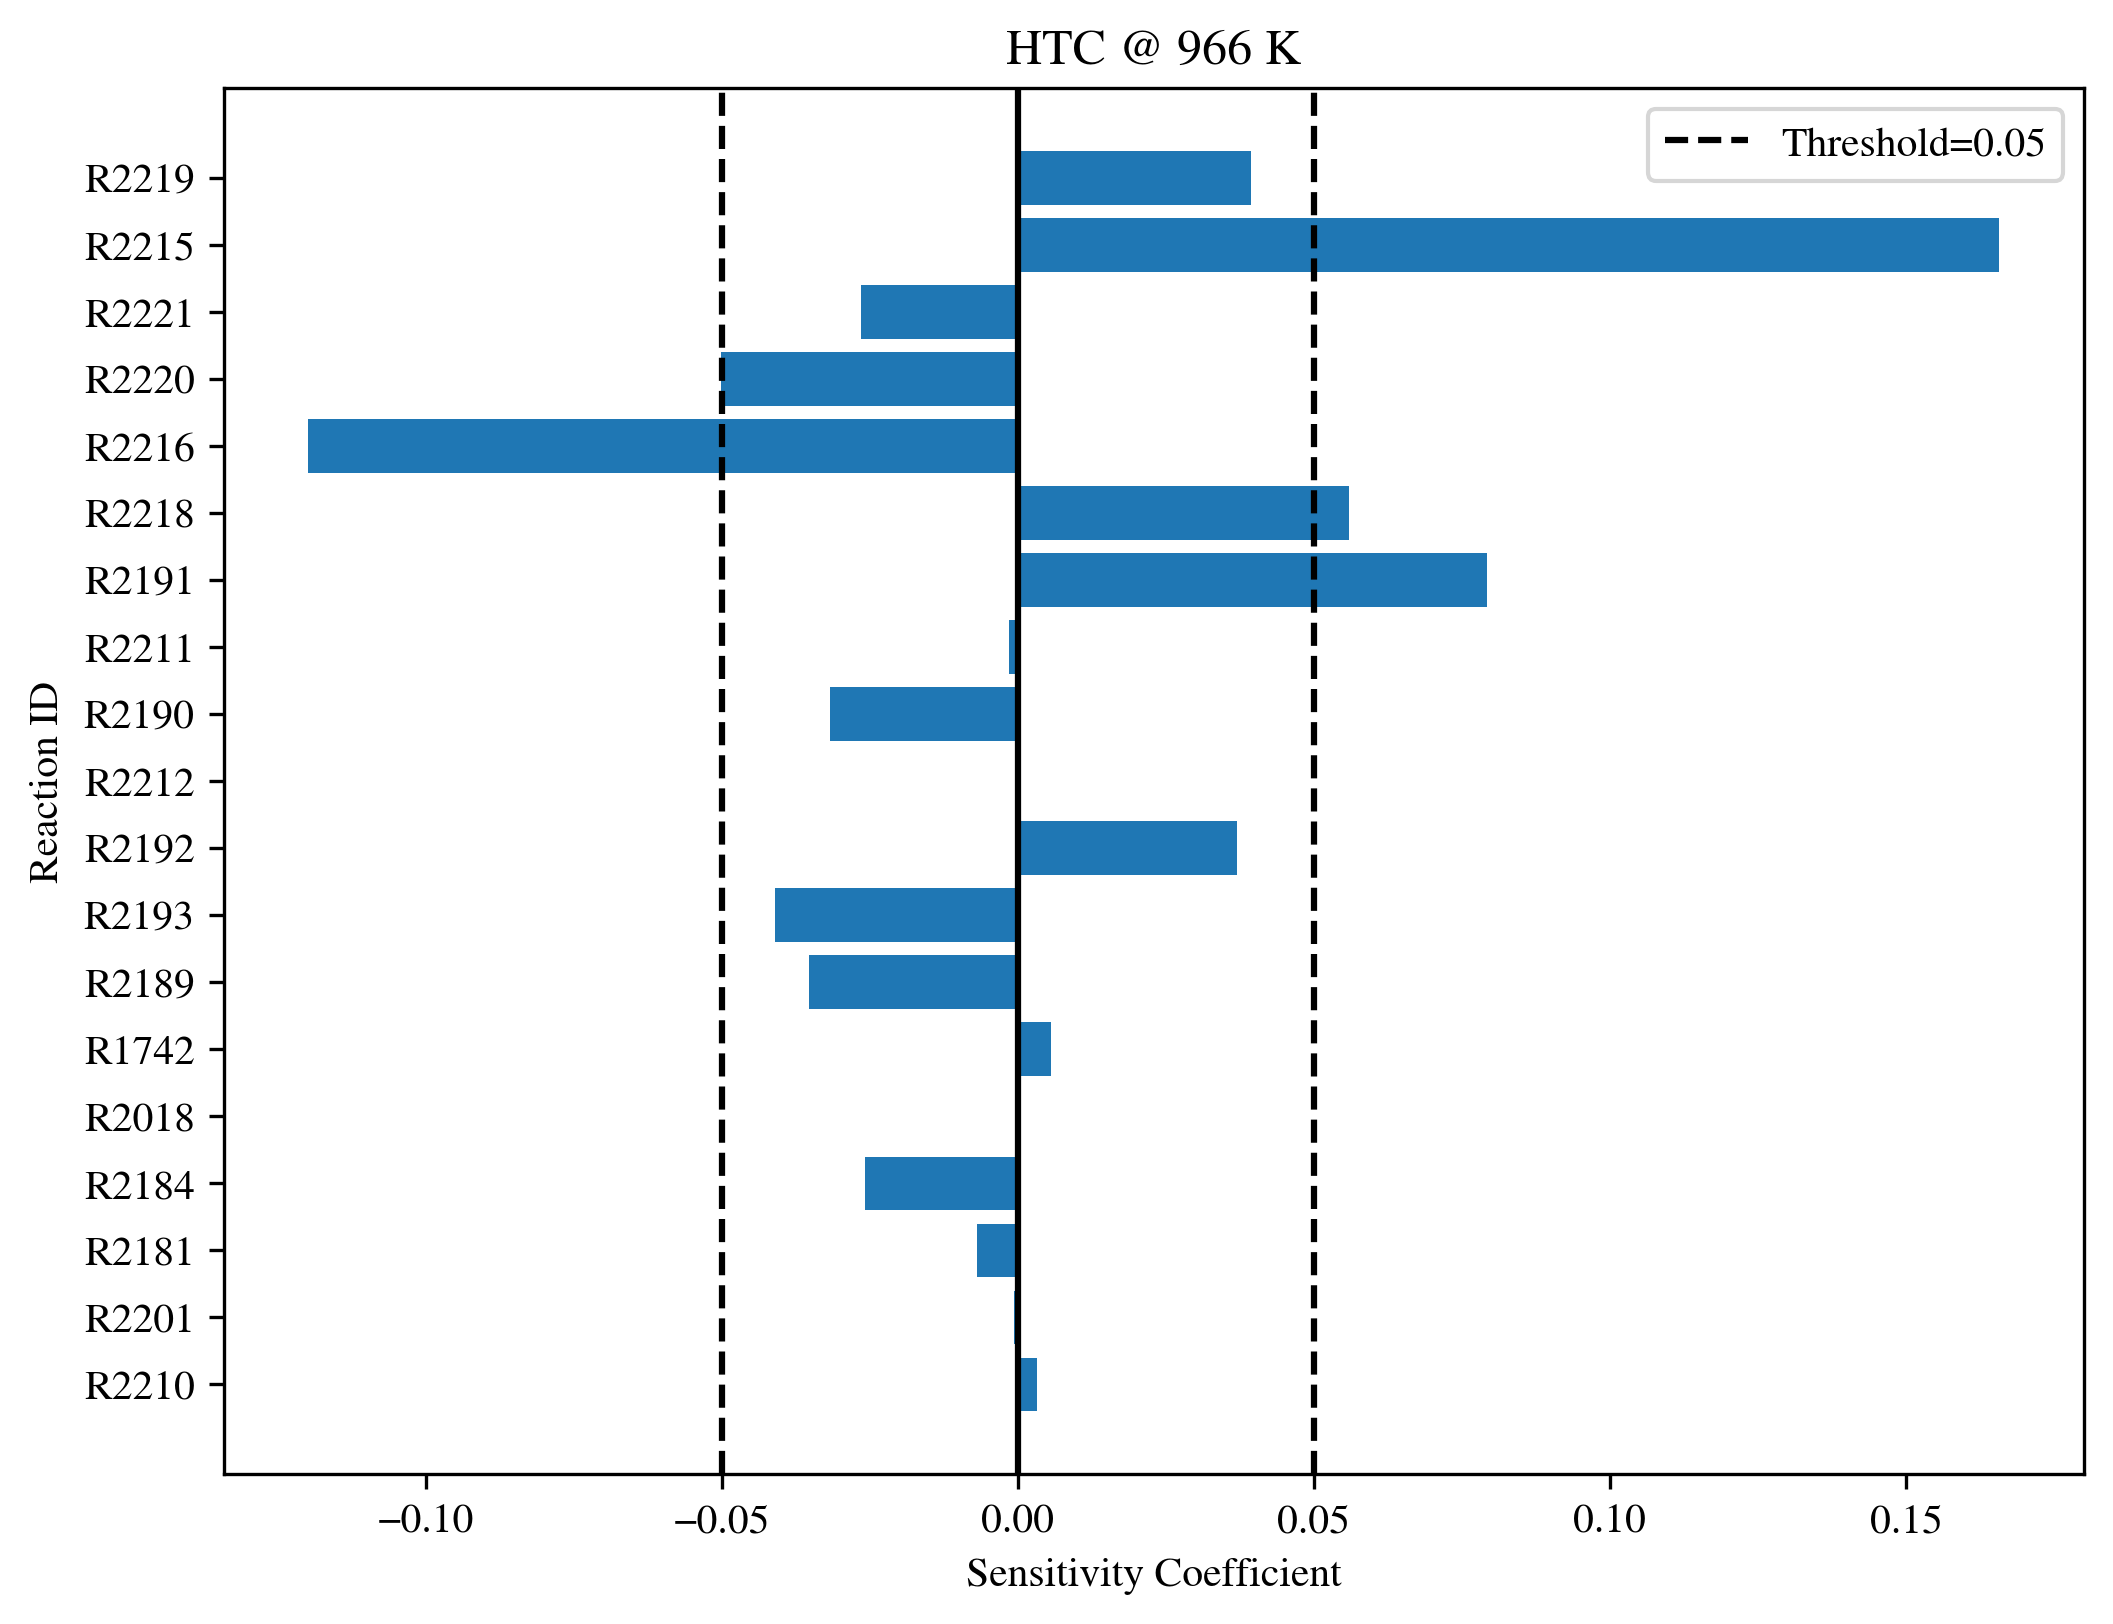 HTC @ 966 K
Threshold=0.05
R2219
R2215
R2221
R2220
R2216
R2218
R2191
R2211
R2190
R2212
R2192
R2193
R2189
R1742
R2018
R2184
R2181
R2201
R2210
Reaction ID
−0.10 −0.05 0.00 0.05 0.10 0.15
Sensitivity Coefficient